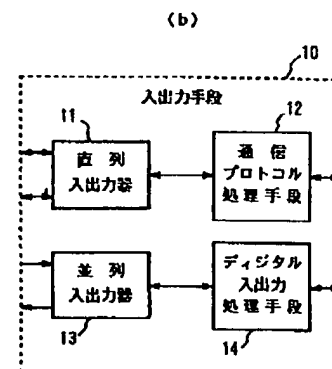 (b)
10
入出力手段
11
直列
入出力器
12
通信
プロトコル
処理手段
並列
入出力器
13
ディジタル
入出力
処理手段
14